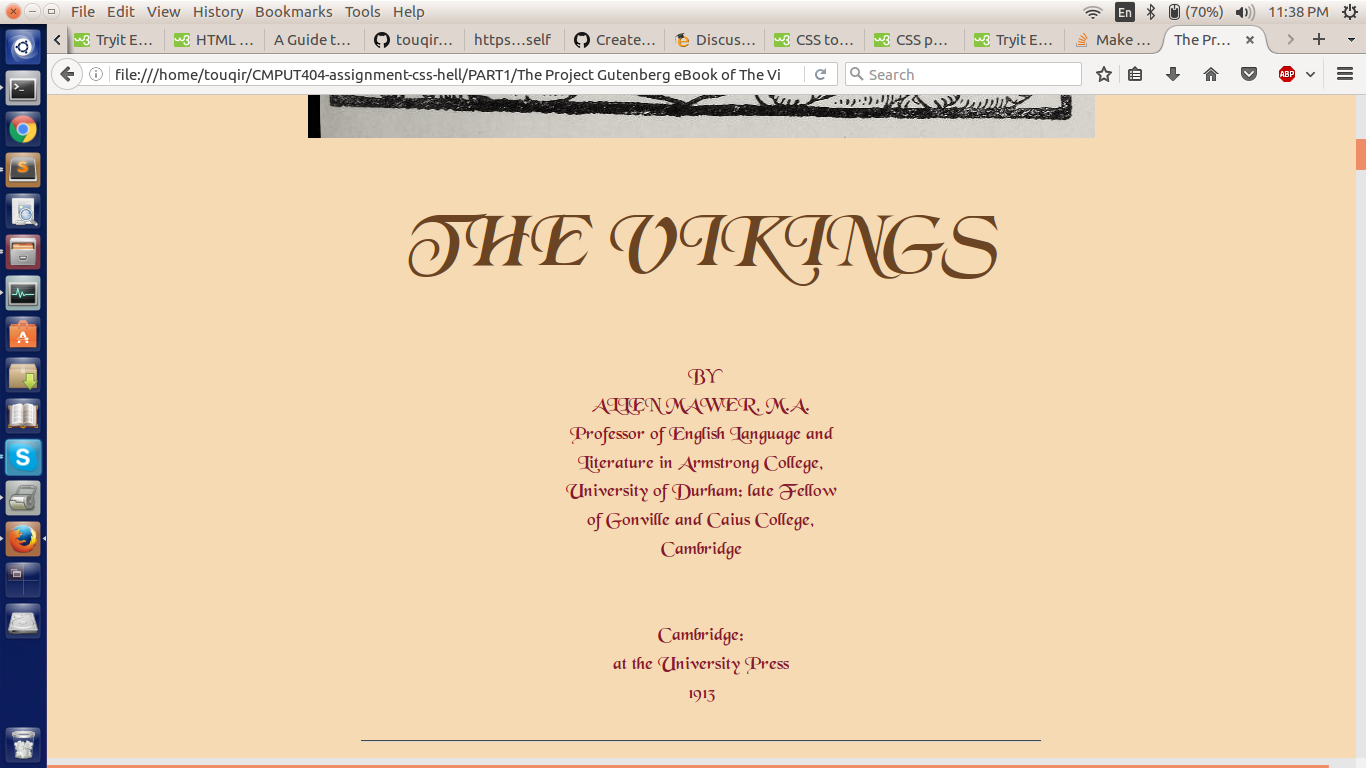 File Edit View History Bookmarks Tools Help
En (70%) 11:38 PM
Tryit E… HTML … A Guide t… touqir… https…self Create… Discus… CSS to… CSS p… Tryit E… Make … The Pr…
file:///home/touqir/CMPUT404-assignment-css-hell/PART1/The Project Gutenberg eBook of The Vi
Search
ABP
THE VIKINGS
BY
ALLEN MAWER, M.A.
Professor of English Language and
Literature in Armstrong College,
University of Durham: late Fellow
of Gonville and Caius College,
Cambridge
Cambridge:
at the University Press
1913